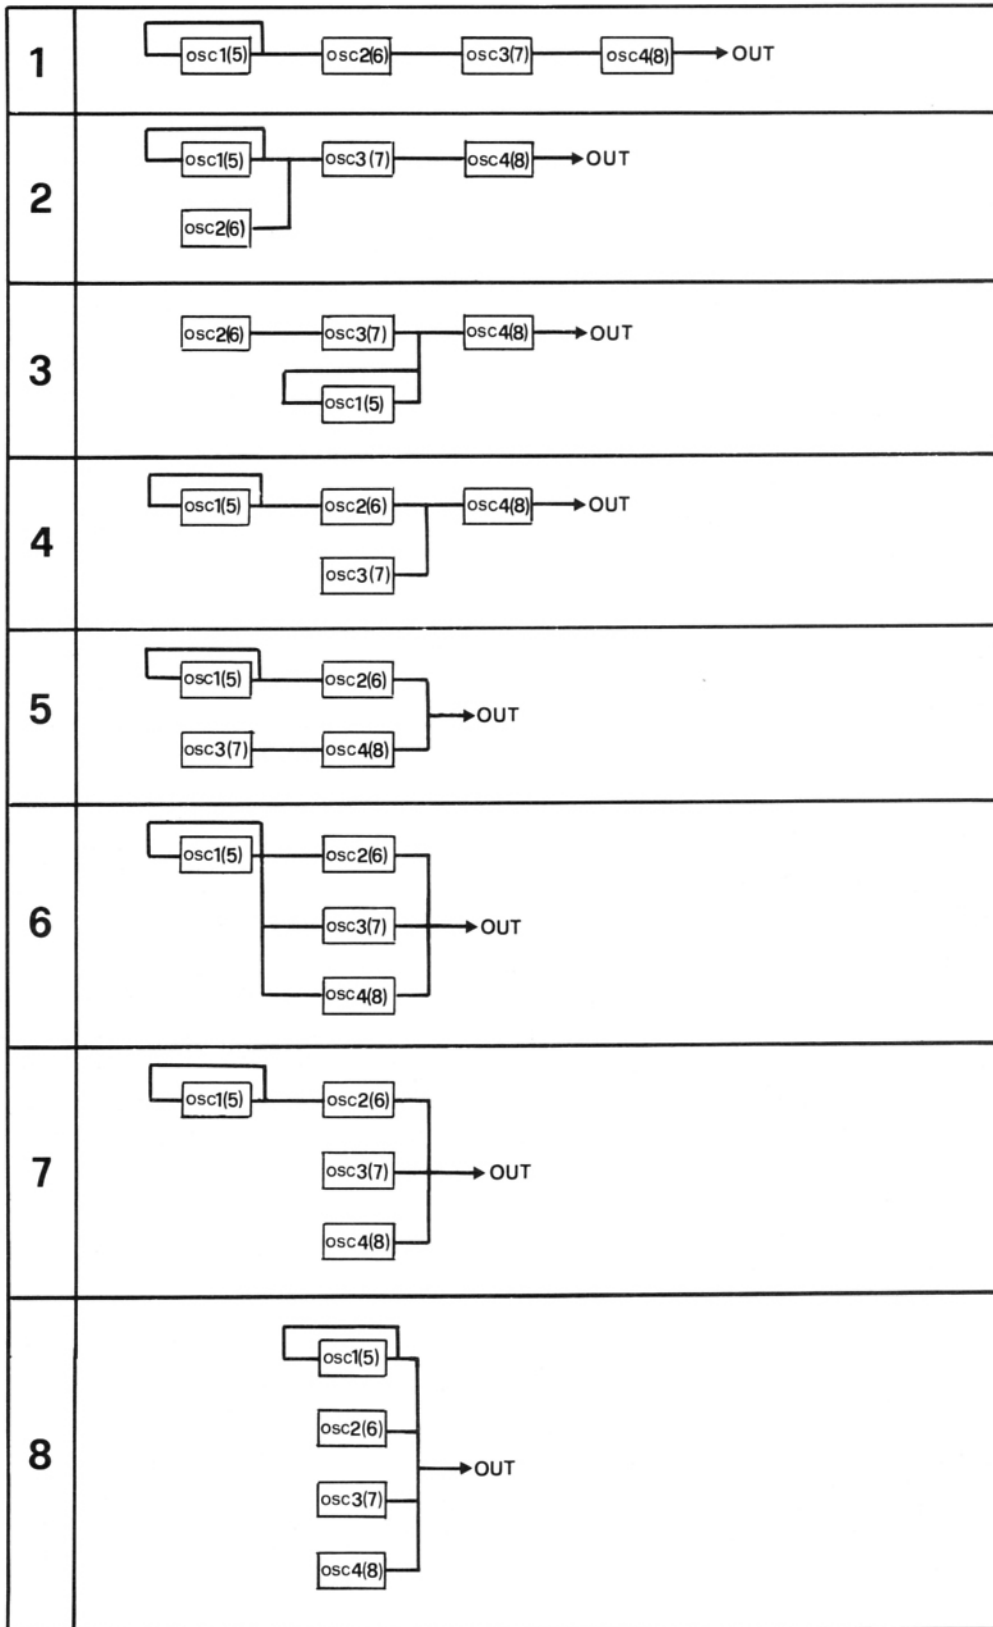 1
osc1(5) osc2(6) osc3(7) osc4(8) OUT
2
osc1(5) osc3(7) osc4(8) OUT
osc2(6)
3
osc2(6) osc3(7) osc4(8) OUT
osc1(5)
4
osc1(5) osc2(6) osc4(8) OUT
osc3(7)
5
osc1(5) osc2(6)
OUT
osc3(7) osc4(8)
6
osc1(5) osc2(6)
osc3(7) OUT
osc4(8)
7
osc1(5) osc2(6)
osc3(7) OUT
osc4(8)
8
osc1(5)
osc2(6)
OUT
osc3(7)
osc4(8)